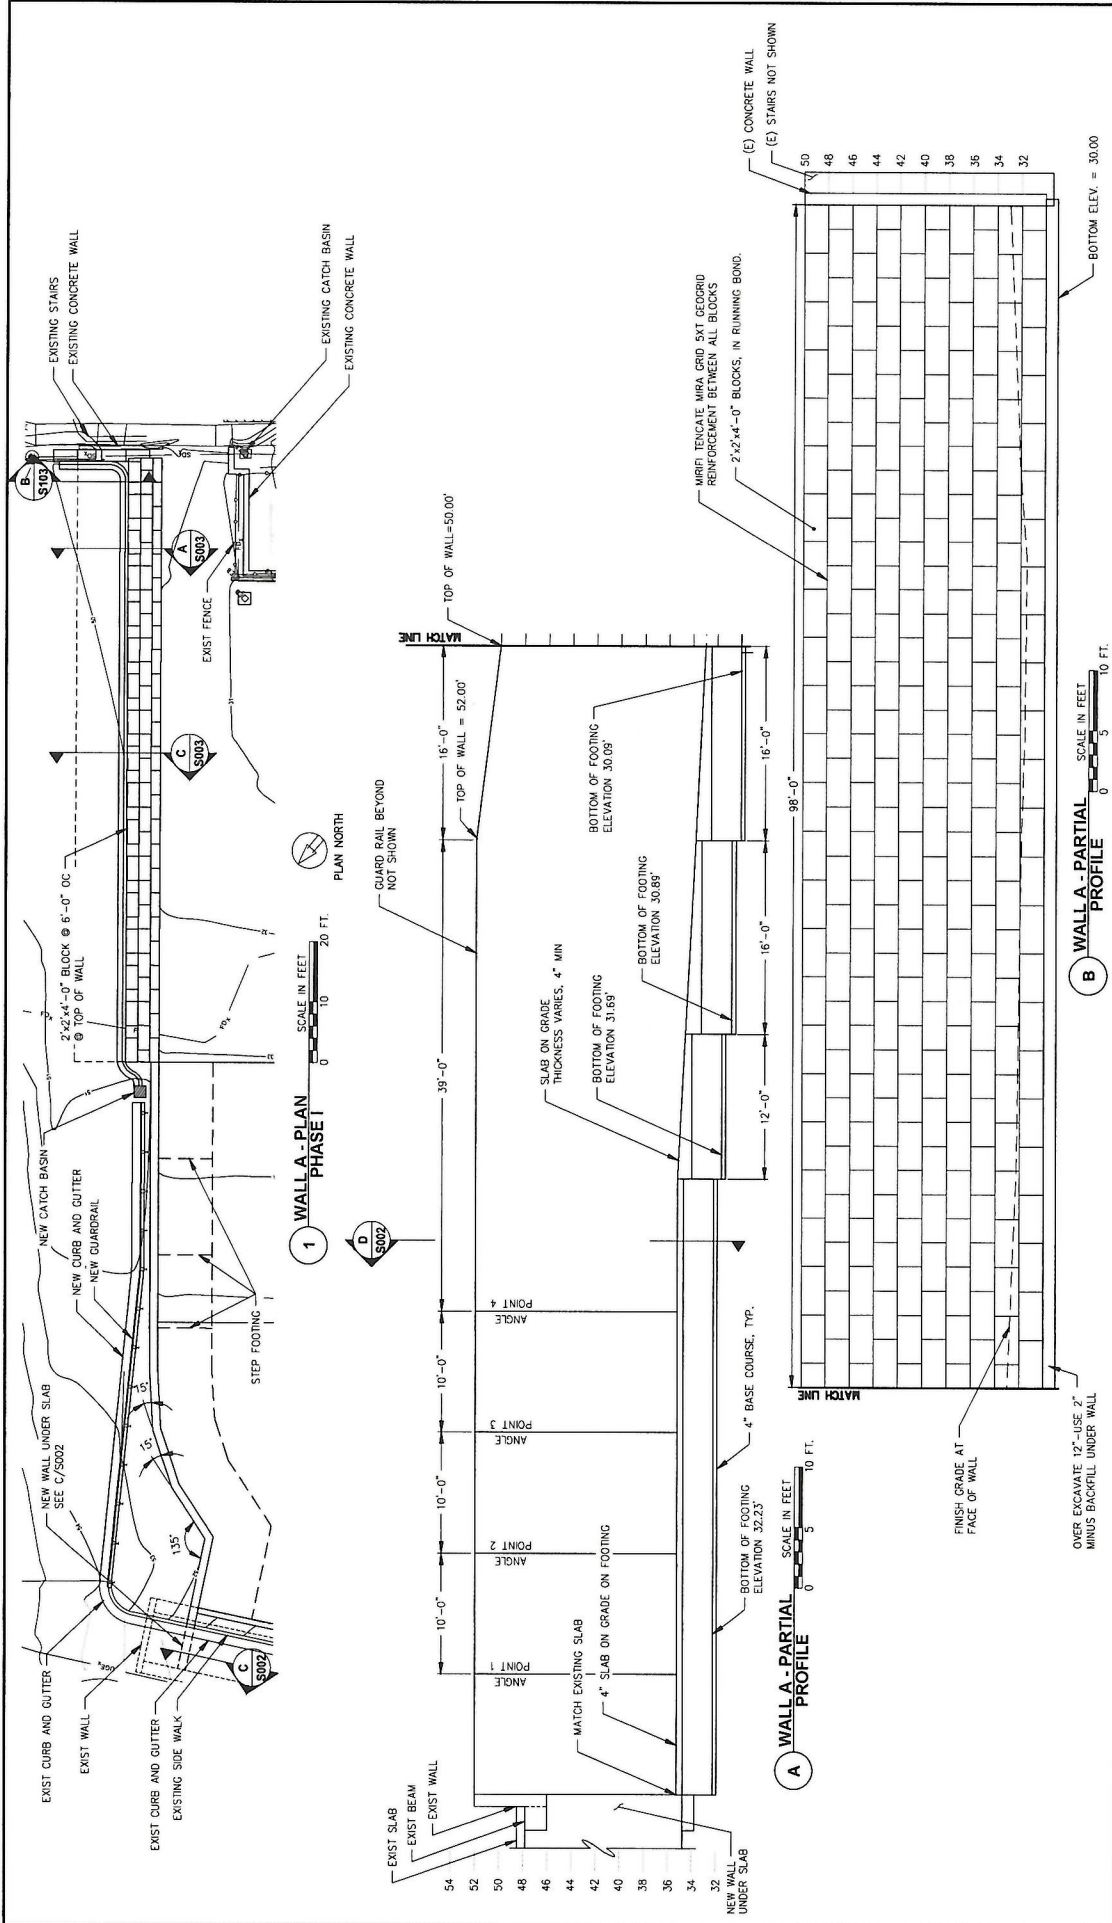 EXISTING STAIRS
EXISTING CONCRETE WALL
B
S103
A
S003
C
S003
EXIST FENCE
EXISTING CATCH BASIN
EXISTING CONCRETE WALL
2'x2'x4'-0" BLOCK @ 6'-0" OC
@ TOP OF WALL
NEW CATCH BASIN
NEW CURB AND GUTTER
NEW GUARDRAIL
NEW WALL UNDER SLAB
SEE C/S002
EXIST CURB AND GUTTER
EXIST WALL
EXIST CURB AND GUTTER
EXISTING SIDE WALK
C
S002
135°
15°
15°
STEP FOOTING
PLAN NORTH
1
WALL A - PLAN
PHASE I
SCALE IN FEET
0
10
20 FT.
D
S002
GUARD RAIL BEYOND
NOT SHOWN
10'-0"
10'-0"
10'-0"
39'-0"
16'-0"
TOP OF WALL = 52.00'
TOP OF WALL=50.00'
MATCH LINE
ANGLE
POINT 1
ANGLE
POINT 2
ANGLE
POINT 3
ANGLE
POINT 4
EXIST SLAB
EXIST BEAM
EXIST WALL
54
52
50
48
46
44
42
40
38
36
34
32
NEW WALL
UNDER SLAB
MATCH EXISTING SLAB
4" SLAB ON GRADE ON FOOTING
SLAB ON GRADE
THICKNESS VARIES, 4" MIN
BOTTOM OF FOOTING
ELEVATION 31.69'
BOTTOM OF FOOTING
ELEVATION 30.89'
BOTTOM OF FOOTING
ELEVATION 30.09'
12'-0"
16'-0"
16'-0"
4" BASE COURSE, TYP.
BOTTOM OF FOOTING
ELEVATION 32.23'
A
WALL A - PARTIAL
PROFILE
SCALE IN FEET
0
5
10 FT.
98'-0"
MIRIFI TENCATE MIRA GRID 5XT GEOGRID
REINFORCEMENT BETWEEN ALL BLOCKS
2'x2'x4'-0" BLOCKS, IN RUNNING BOND.
(E) CONCRETE WALL
(E) STAIRS NOT SHOWN
50
48
46
44
42
40
38
36
34
32
MATCH LINE
FINISH GRADE AT
FACE OF WALL
OVER EXCAVATE 12"-USE 2"
MINUS BACKFILL UNDER WALL
BOTTOM ELEV. = 30.00
B
WALL A - PARTIAL
PROFILE
SCALE IN FEET
0
5
10 FT.